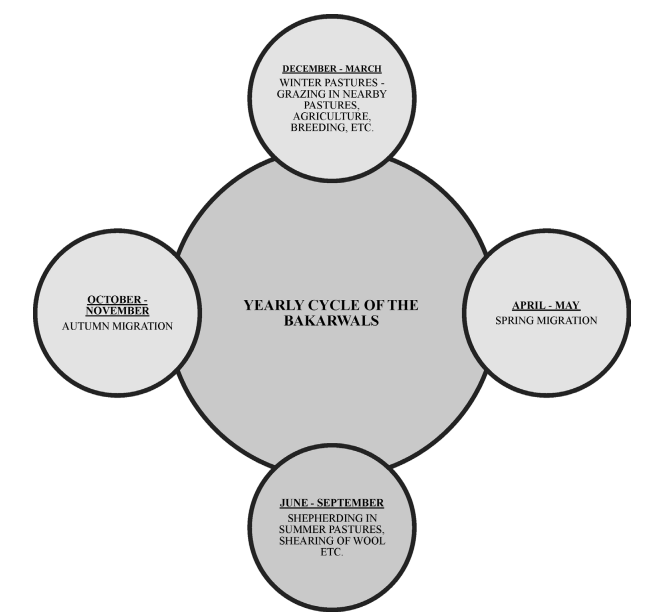 DECEMBER - MARCH
WINTER PASTURES -
GRAZING IN NEARBY
PASTURES,
AGRICULTURE,
BREEDING, ETC.
OCTOBER -
NOVEMBER
AUTUMN MIGRATION
YEARLY CYCLE OF THE
BAKARWALS
APRIL - MAY
SPRING MIGRATION
JUNE - SEPTEMBER
SHEPHERDING IN
SUMMER PASTURES,
SHEARING OF WOOL
ETC.